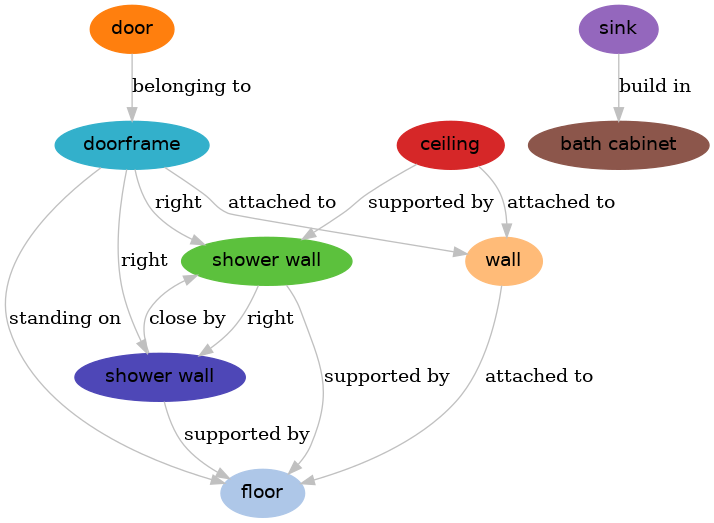 door
sink
belonging to
build in
doorframe
ceiling
bath cabinet
right
attached to
supported by
attached to
right
shower wall
wall
standing on
close by
right
supported by
attached to
shower wall
supported by
floor